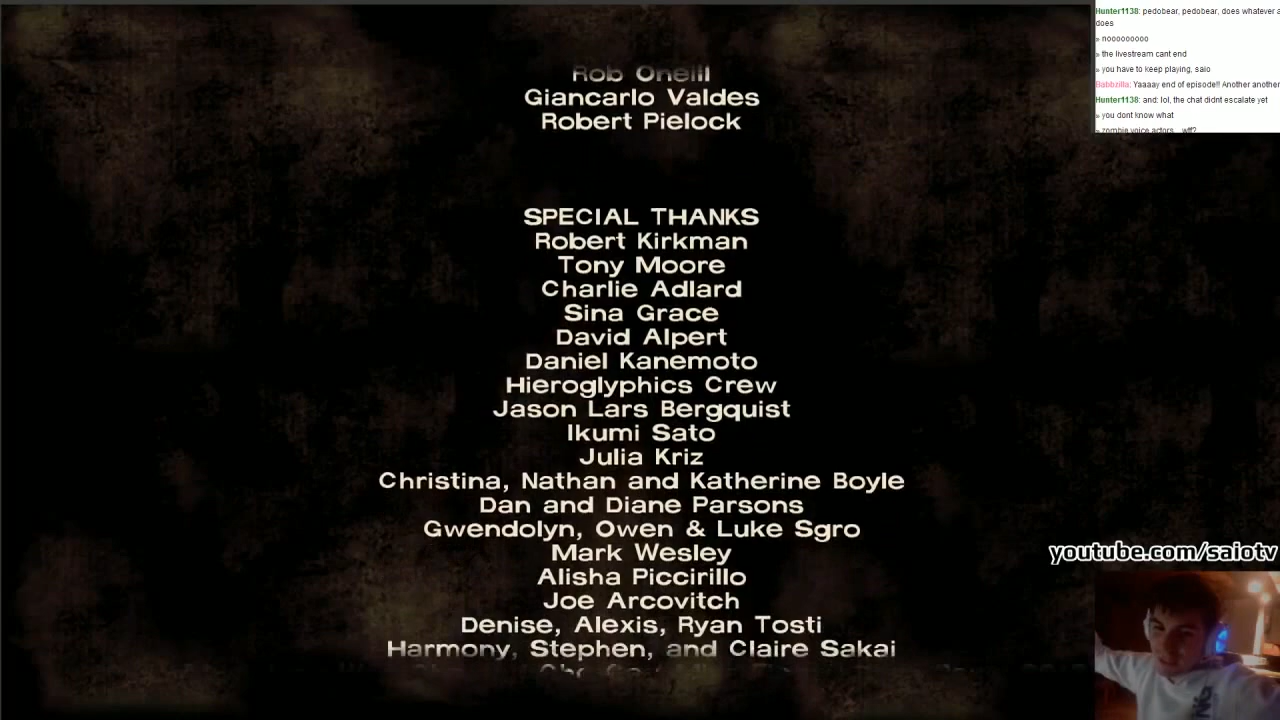 Rob Oneill
Giancarlo Valdes
Robert Pielock
SPECIAL THANKS
Robert Kirkman
Tony Moore
Charlie Adlard
Sina Grace
David Alpert
Daniel Kanemoto
Hieroglyphics Crew
Jason Lars Bergquist
Ikumi Sato
Julia Kriz
Christina, Nathan and Katherine Boyle
Dan and Diane Parsons
Gwendolyn, Owen & Luke Sgro
Mark Wesley
Alisha Piccirillo
Joe Arcovitch
Denise, Alexis, Ryan Tosti
Harmony, Stephen, and Claire Sakai
Hunter1138: pedobear, pedobear, does whatever a
does
» nooooooooo
» the livestream cant end
» you have to keep playing, saio
Babbzilla: Yaaaay end of episode!! Another another
Hunter1138: and: lol, the chat didnt escalate yet
» you dont know what
» zombie voice actors... wtf?
youtube.com/saiotv